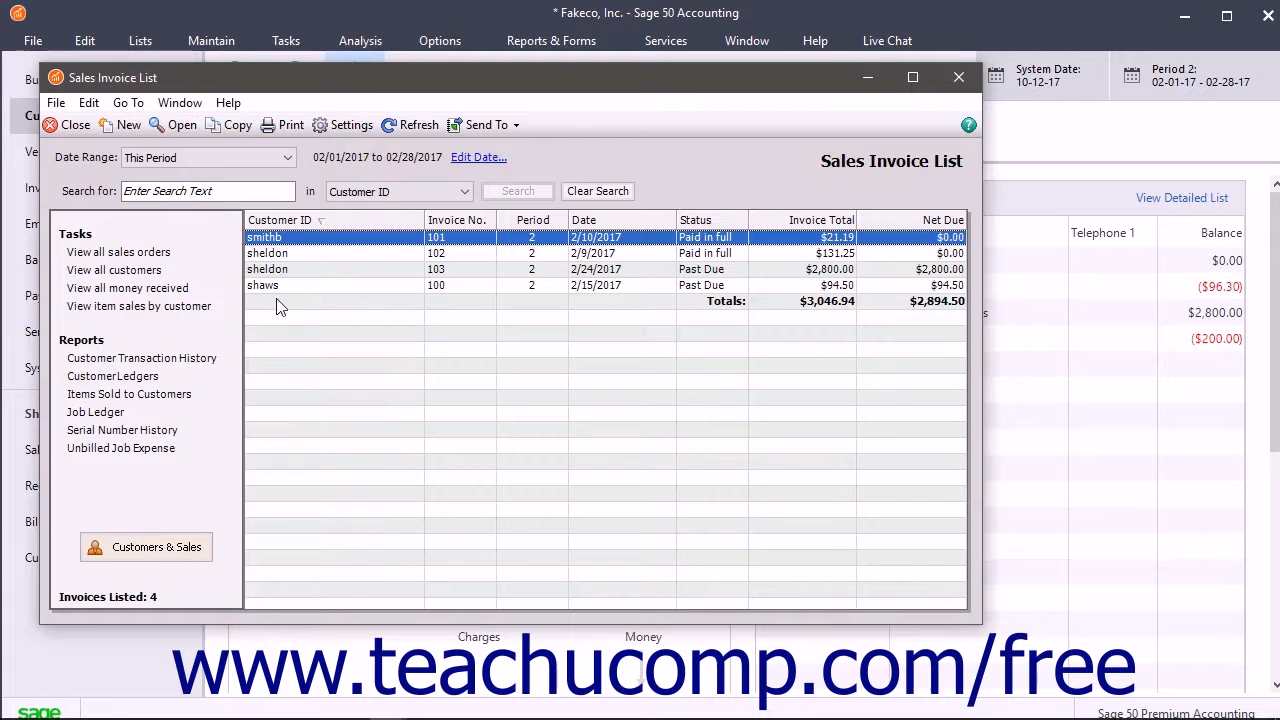 * Fakeco, Inc. - Sage 50 Accounting
File Edit Lists Maintain Tasks Analysis Options Reports & Forms Services Window Help Live Chat
System Date:
10-12-17
Period 2:
02-01-17 - 02-28-17
Sales Invoice List
File Edit Go To Window Help
Close New Open Copy Print Settings Refresh Send To
Date Range: This Period 02/01/2017 to 02/28/2017 Edit Date...
Sales Invoice List
Search for: Enter Search Text in Customer ID Search Clear Search
Tasks
View all sales orders
View all customers
View all money received
View item sales by customer
Reports
Customer Transaction History
Customer Ledgers
Items Sold to Customers
Job Ledger
Serial Number History
Unbilled Job Expense
Customers & Sales
Invoices Listed: 4
Customer ID Invoice No. Period Date Status Invoice Total Net Due
smithb 101 2 2/10/2017 Paid in full $21.19 $0.00
sheldon 102 2 2/9/2017 Paid in full $131.25 $0.00
sheldon 103 2 2/24/2017 Past Due $2,800.00 $2,800.00
shaws 100 2 2/15/2017 Past Due $94.50 $94.50
Totals: $3,046.94 $2,894.50
View Detailed List
Telephone 1 Balance
$0.00
($96.30)
$2,800.00
($200.00)
Charges Money
www.teachucomp.com/free
sage
Sage 50 Premium Accounting